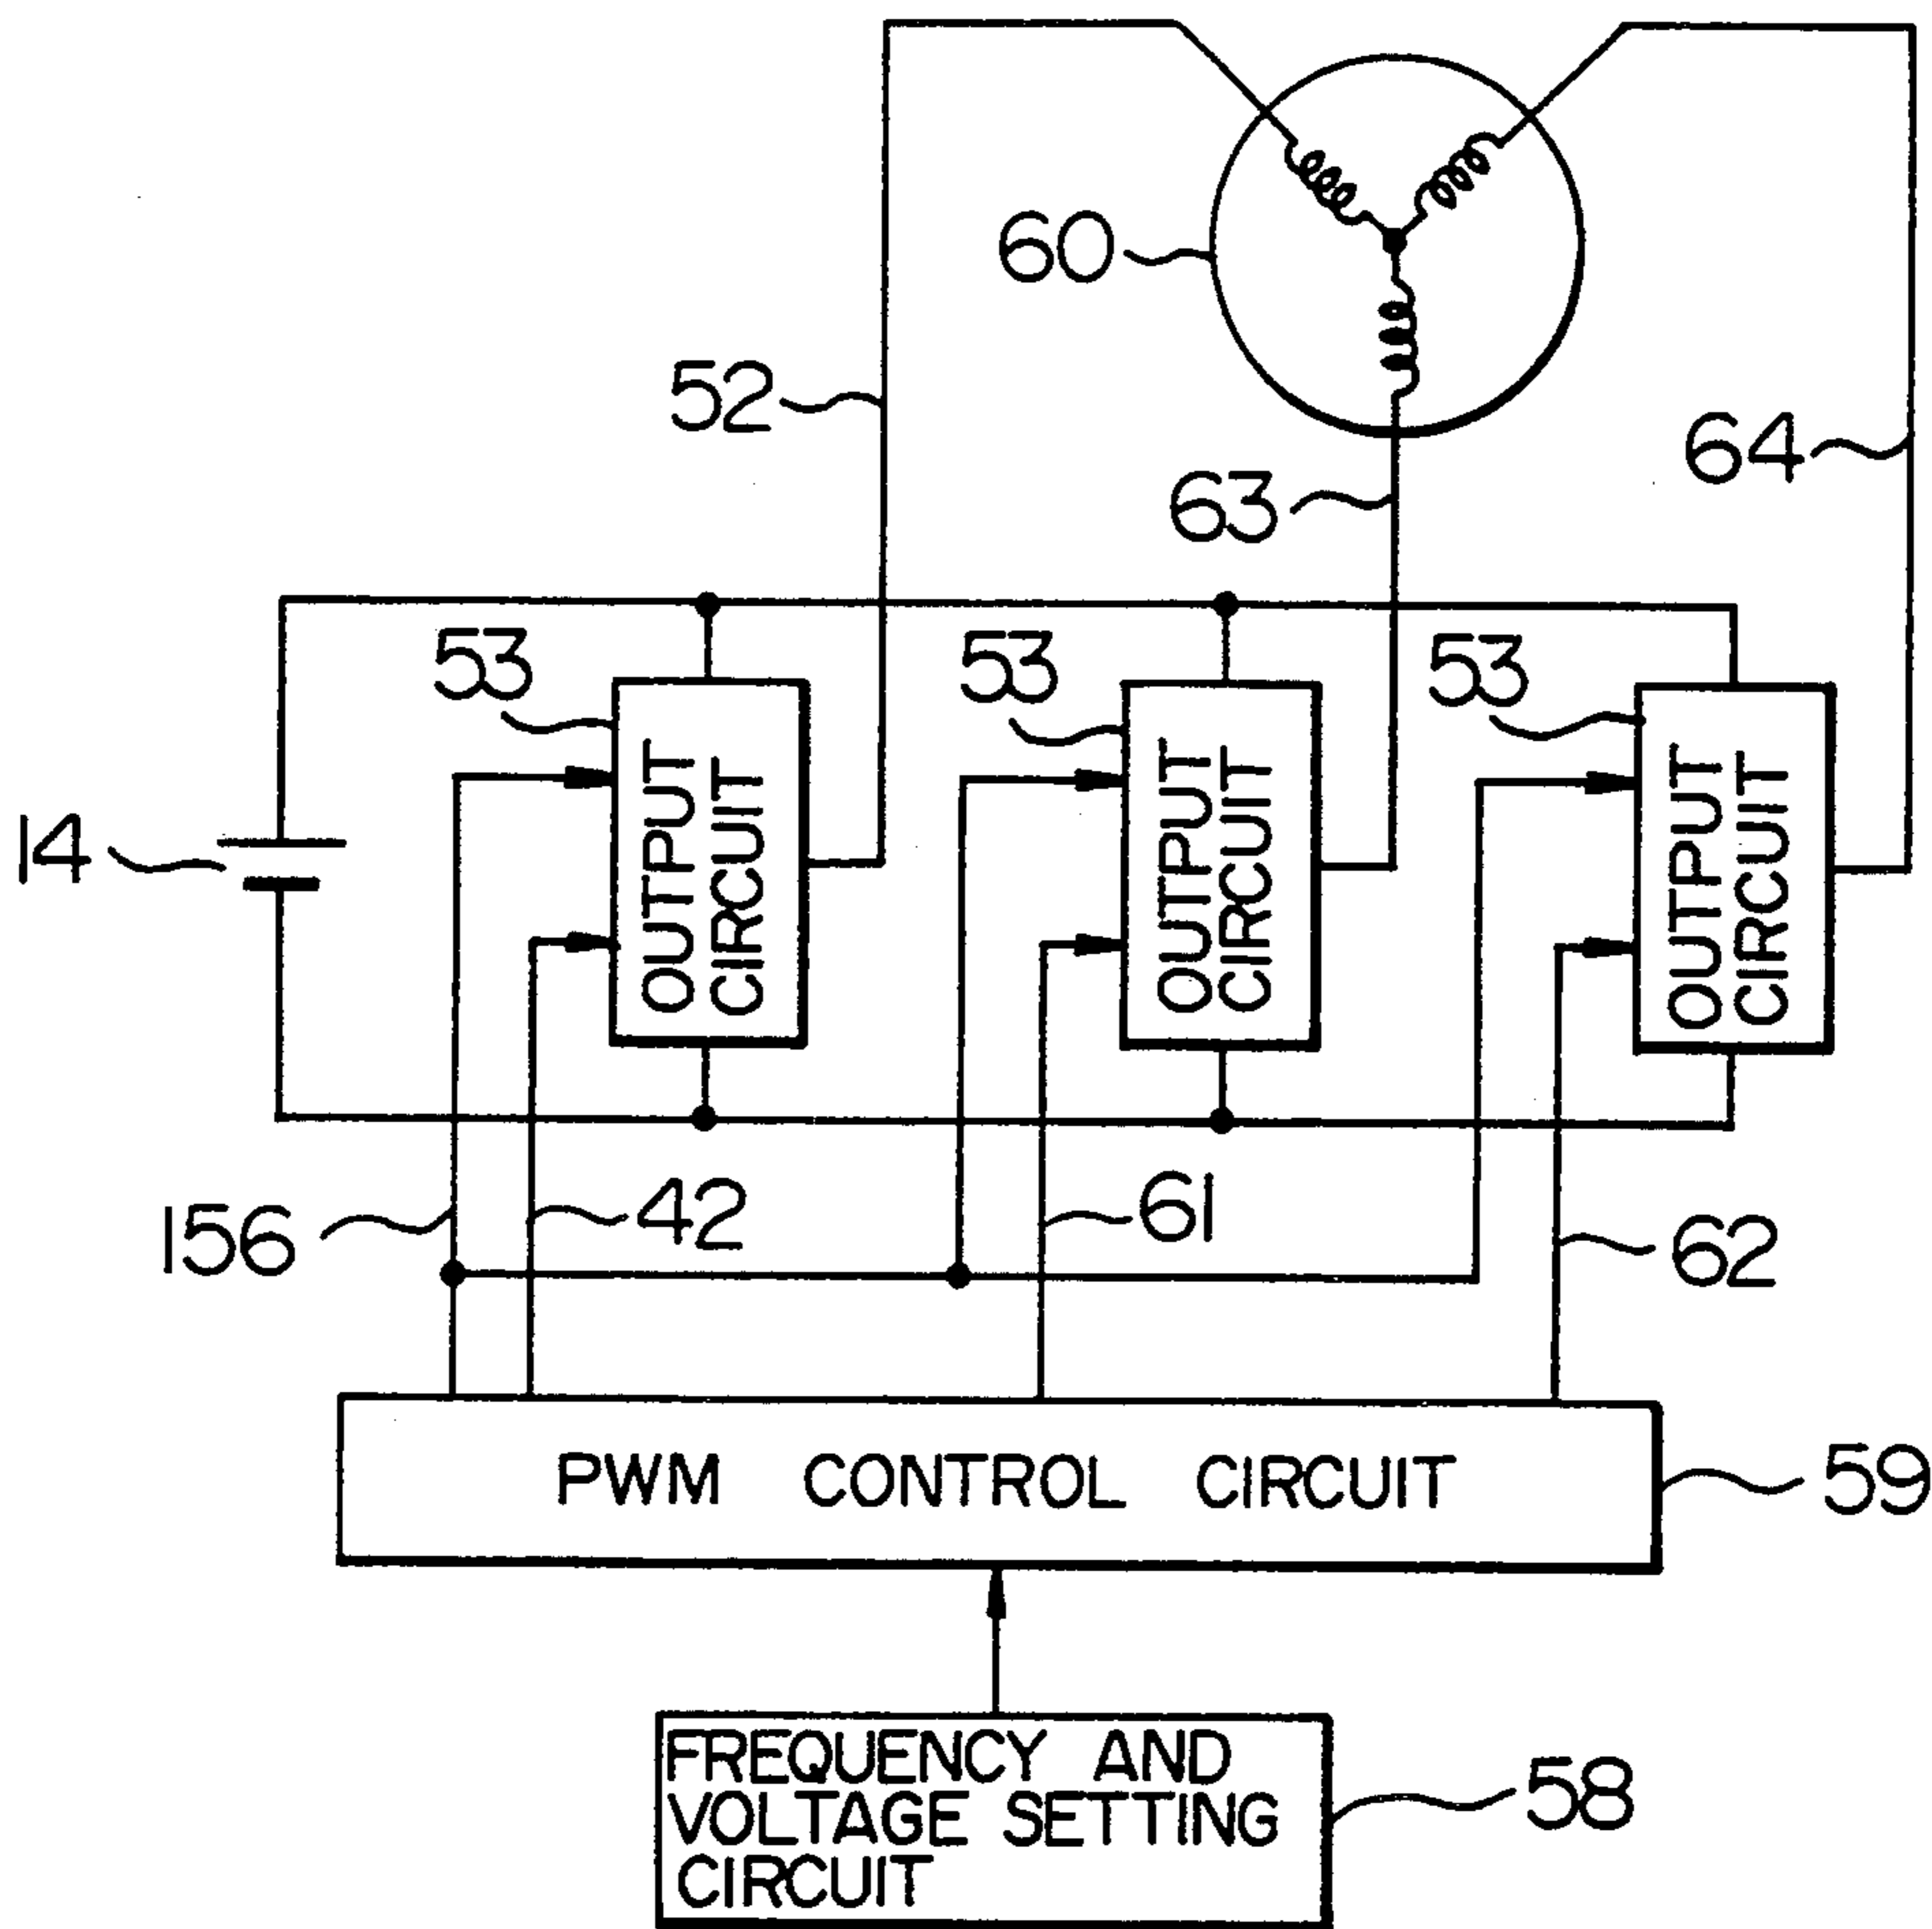 60
52
64
63
53
53
53
14
OUTPUT
CIRCUIT
OUTPUT
CIRCUIT
OUTPUT
CIRCUIT
156
42
61
62
PWM CONTROL CIRCUIT
59
FREQUENCY AND
VOLTAGE SETTING
CIRCUIT
58